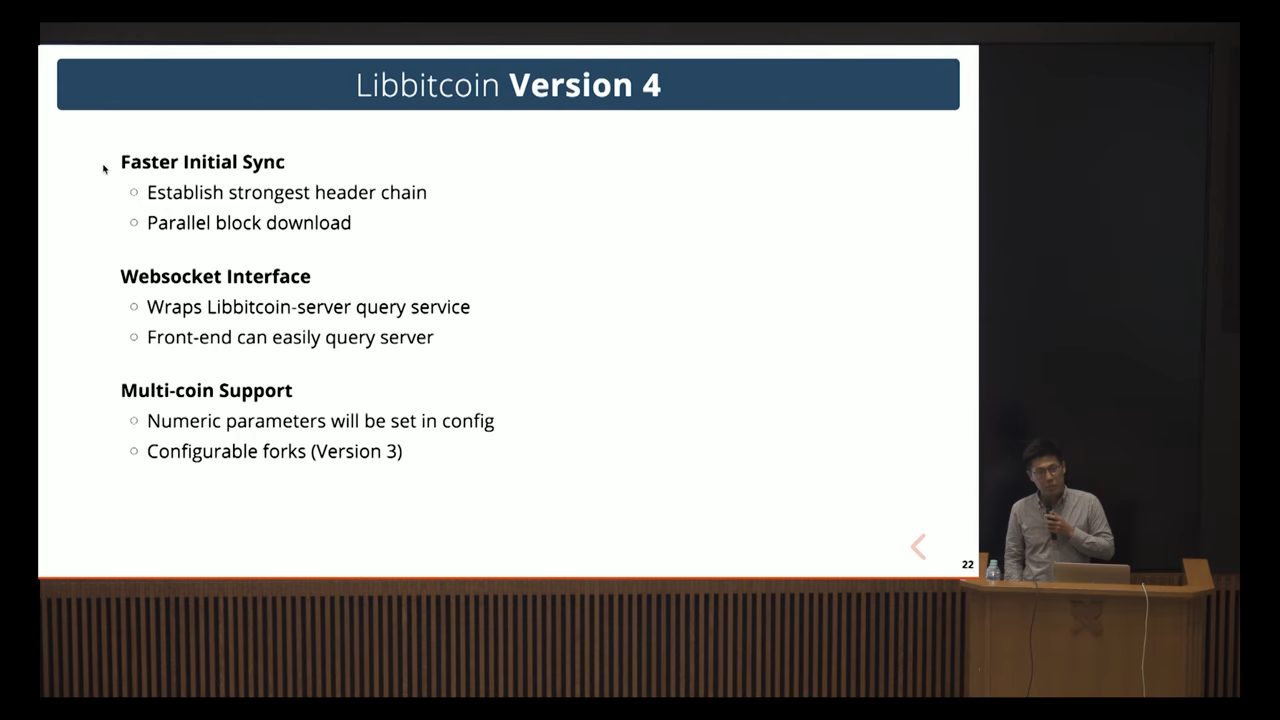 Libbitcoin Version 4
Faster Initial Sync
Establish strongest header chain
Parallel block download
Websocket Interface
Wraps Libbitcoin-server query service
Front-end can easily query server
Multi-coin Support
Numeric parameters will be set in config
Configurable forks (Version 3)
22